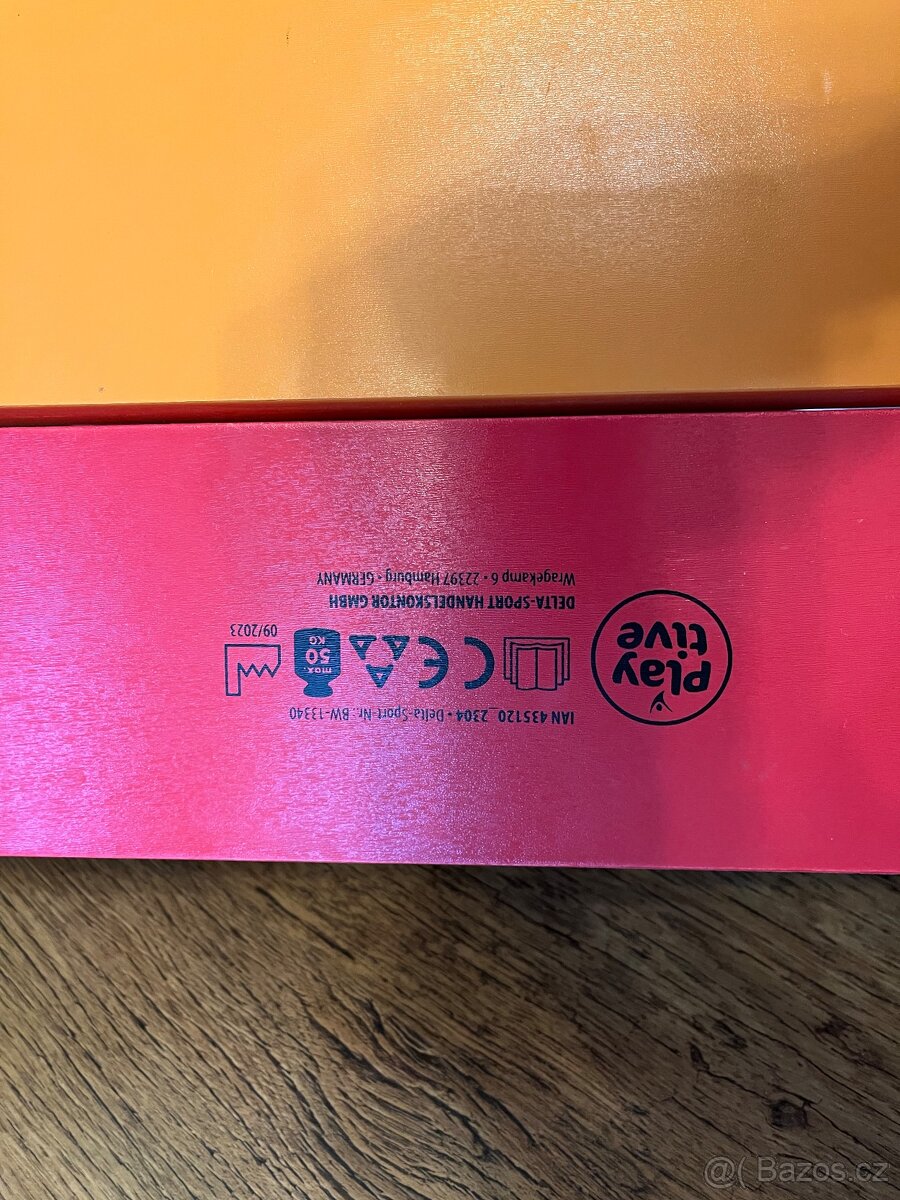 Play
tive
IAN 435120_2304 • Delta-Sport-Nr.: BW-13340
max
50
KG
09/2023
DELTA-SPORT HANDELSKONTOR GMBH
Wragekamp 6 • 22397 Hamburg • GERMANY
@( Bazos.cz